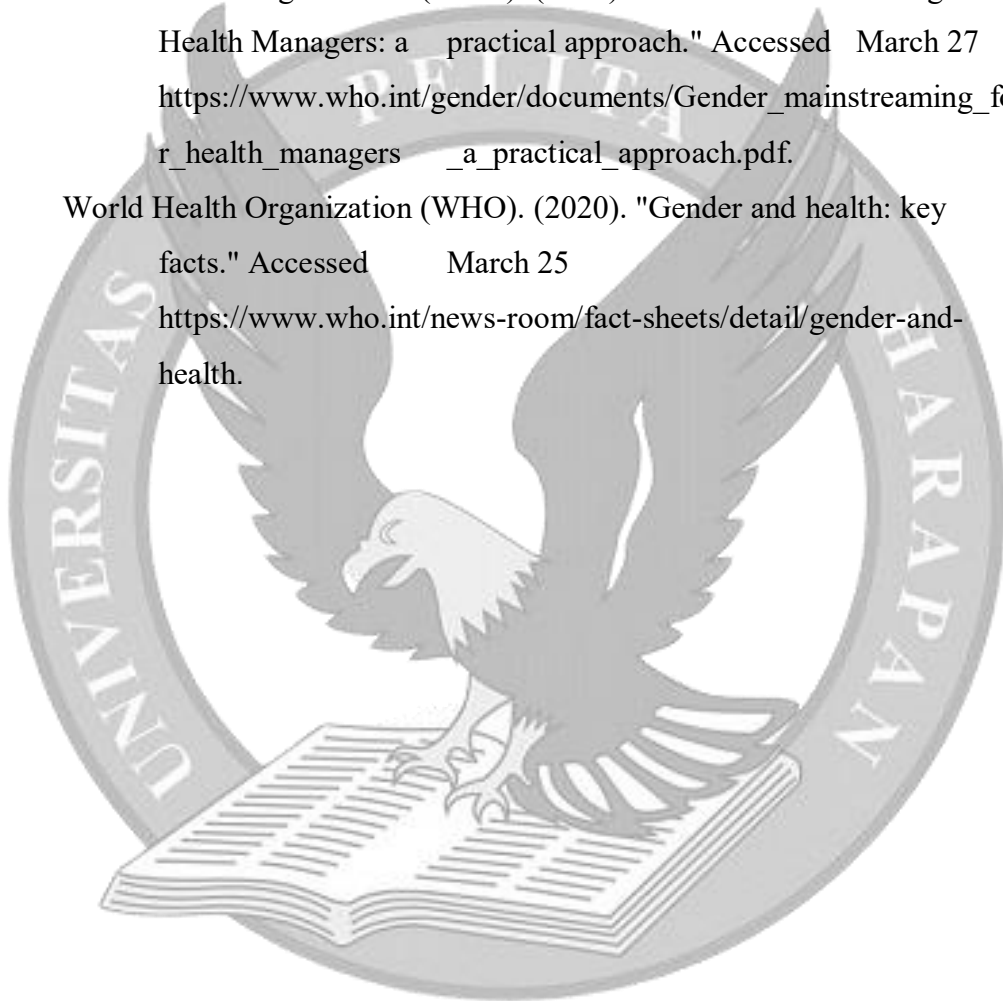 Health Managers: a practical approach." Accessed March 27
https://www.who.int/gender/documents/Gender_mainstreaming_fo
r_health_managers _a_practical_approach.pdf.
World Health Organization (WHO). (2020). "Gender and health: key
facts." Accessed March 25
https://www.who.int/news-room/fact-sheets/detail/gender-and-
health.
UNIVERSITAS PELITA HARAPAN